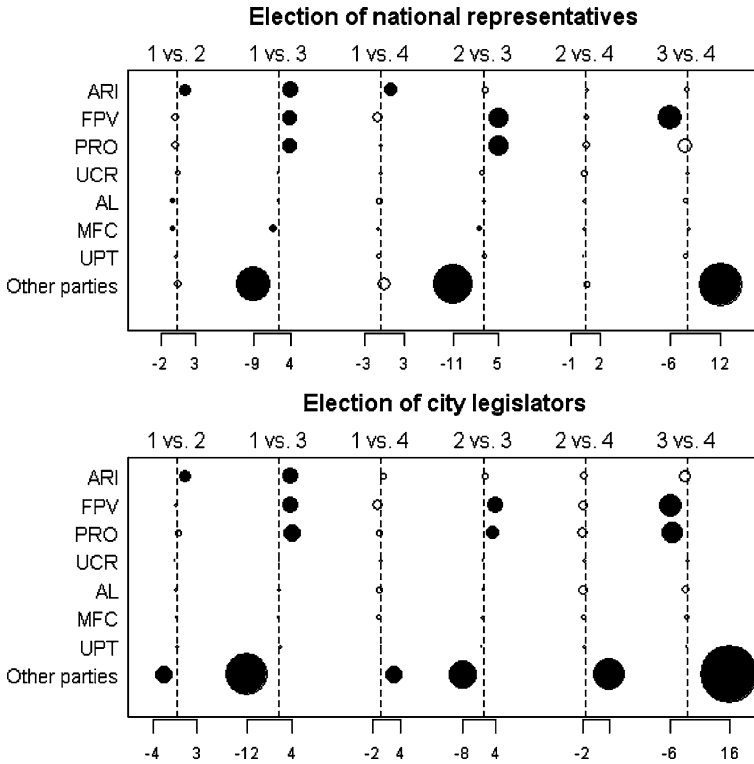 Election of national representatives
1 vs. 2 1 vs. 3 1 vs. 4 2 vs. 3 2 vs. 4 3 vs. 4
ARI
FPV
PRO
UCR
AL
MFC
UPT
Other parties
-2 3 -9 4 -3 3 -11 5 -1 2 -6 12
Election of city legislators
1 vs. 2 1 vs. 3 1 vs. 4 2 vs. 3 2 vs. 4 3 vs. 4
ARI
FPV
PRO
UCR
AL
MFC
UPT
Other parties
-4 3 -12 4 -2 4 -8 4 -2 -6 16